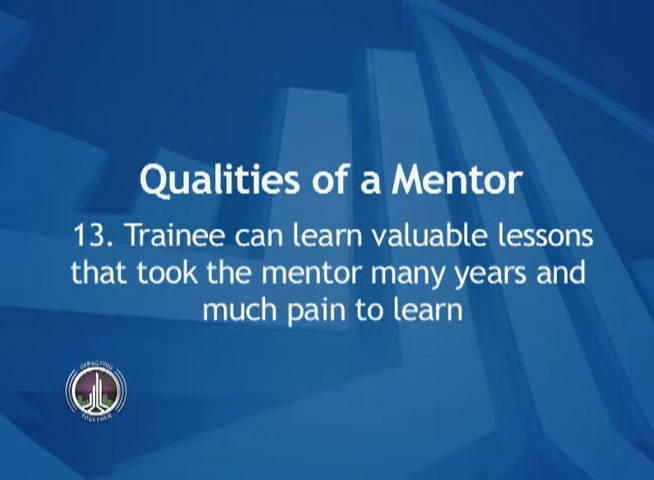 Qualities of a Mentor
13. Trainee can learn valuable lessons
that took the mentor many years and
much pain to learn
TOGETHER